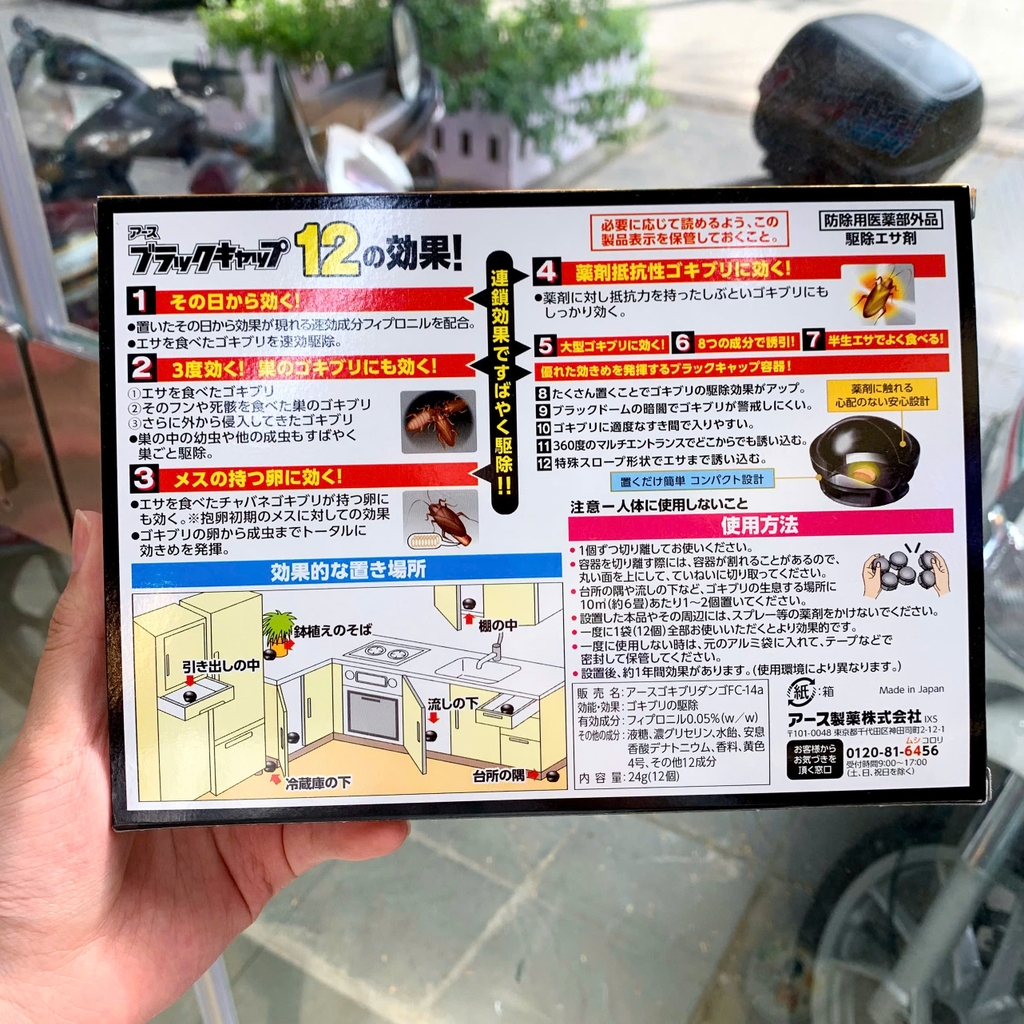 アース
ブラックキャップ 12の効果!
必要に応じて読めるよう、この
製品表示を保管しておくこと。
防除用医薬部外品
駆除エサ剤
1 その日から効く!
●置いたその日から効果が現れる速効成分フィプロニルを配合。
●エサを食べたゴキブリを速効駆除。
2 3度効く! 巣のゴキブリにも効く!
①エサを食べたゴキブリ
②そのフンや死骸を食べた巣のゴキブリ
③さらに外から侵入してきたゴキブリ
●巣の中の幼虫や他の成虫もすばやく
巣ごと駆除。
3 メスの持つ卵に効く!
●エサを食べたチャバネゴキブリが持つ卵に
も効く。※抱卵初期のメスに対しての効果
●ゴキブリの卵から成虫までトータルに
効きめを発揮。
連鎖効果ですばやく駆除!!
4 薬剤抵抗性ゴキブリに効く!
●薬剤に対し抵抗力を持ったしぶといゴキブリにも
しっかり効く。
5 大型ゴキブリに効く! 6 8つの成分で誘引! 7 半生エサでよく食べる!
優れた効きめを発揮するブラックキャップ容器!
8 たくさん置くことでゴキブリの駆除効果がアップ。
9 ブラックドームの暗闇でゴキブリが警戒しにくい。
10 ゴキブリに適度なすき間で入りやすい。
11 360度のマルチエントランスでどこからでも誘い込む。
12 特殊スロープ形状でエサまで誘い込む。
薬剤に触れる
心配のない安心設計
置くだけ簡単 コンパクト設計
注意ー人体に使用しないこと
使用方法
●1個ずつ切り離してお使いください。
●容器を切り離す際には、容器が割れることがあるので、
丸い面を上にして、ていねいに切り取ってください。
●台所の隅や流しの下など、ゴキブリの生息する場所に
10㎡(約6畳)あたり1〜2個置いてください。
●設置した本品やその周辺には、スプレー等の薬剤をかけないでください。
●一度に1袋(12個)全部お使いいただくとより効果的です。
●一度に使用しない時は、元のアルミ袋に入れて、テープなどで
密封して保管してください。
●設置後、約1年間効果があります。(使用環境により異なります。)
効果的な置き場所
鉢植えのそば
棚の中
引き出しの中
流しの下
冷蔵庫の下
台所の隅
販売名:アースゴキブリダンゴFC-14a
効能・効果:ゴキブリの駆除
有効成分:フィプロニル0.05%(w/w)
その他の成分:液糖、濃グリセリン、水飴、安息
香酸デナトニウム、香料、黄色
4号、その他12成分
内容量:24g(12個)
紙:箱
Made in Japan
アース製薬株式会社 IXS
〒101-0048 東京都千代田区神田司町2-12-1
お客様から
お気づきを
頂く窓口
ムシコロリ
0120-81-6456
受付時間9:00〜17:00
(土、日、祝日を除く)